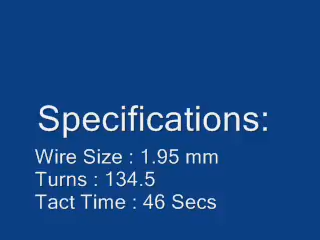 Specifications:
Wire Size : 1.95 mm
Turns : 134.5
Tact Time : 46 Secs